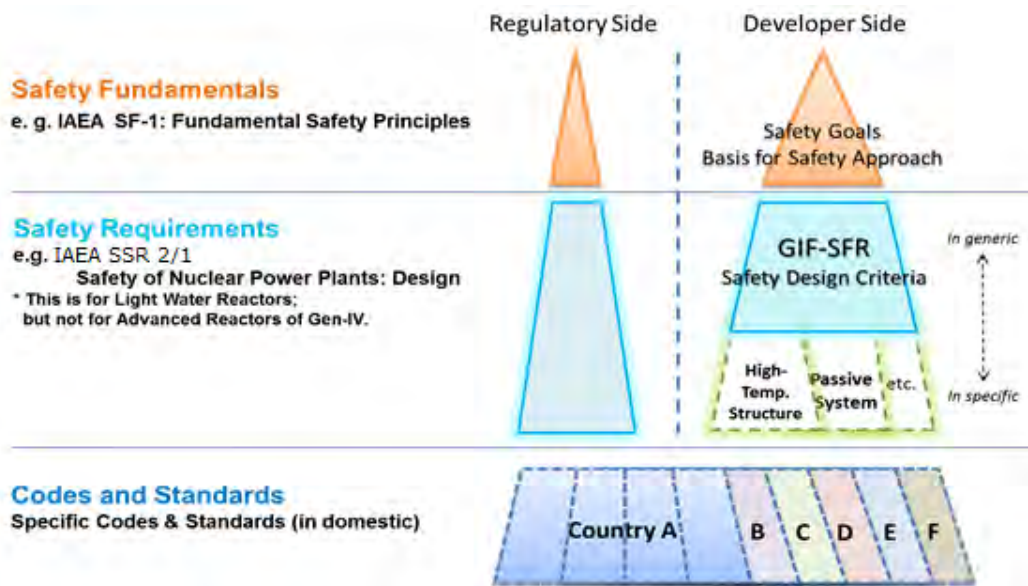 Regulatory Side
Developer Side
Safety Fundamentals
e. g. IAEA SF-1: Fundamental Safety Principles
Safety Goals
Basis for Safety Approach
Safety Requirements
e.g. IAEA SSR 2/1
Safety of Nuclear Power Plants: Design
* This is for Light Water Reactors;
but not for Advanced Reactors of Gen-IV.
GIF-SFR
Safety Design Criteria
In generic
High-
Temp.
Structure
Passive
System
etc.
In specific
Codes and Standards
Specific Codes & Standards (in domestic)
Country A
B
C
D
E
F